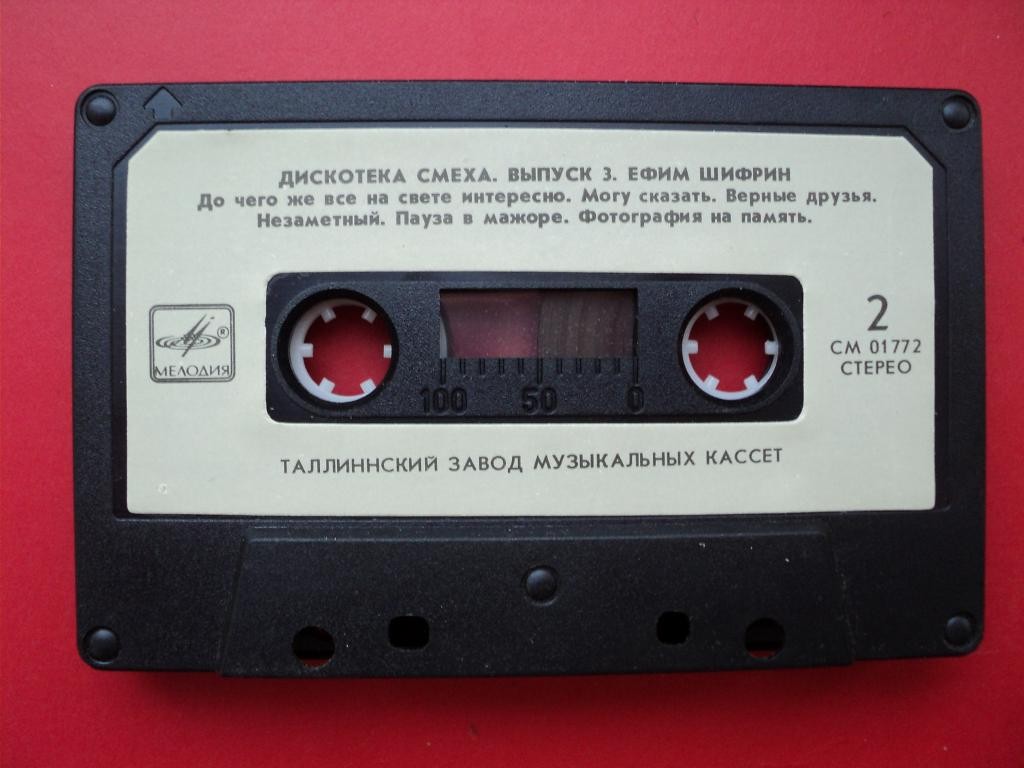 ДИСКОТЕКА СМЕХА. ВЫПУСК 3. ЕФИМ ШИФРИН
До чего же все на свете интересно. Могу сказать. Верные друзья.
Незаметный. Пауза в мажоре. Фотография на память.
®
МЕЛОДИЯ
2
СМ 01772
СТЕРЕО
100 50 0
ТАЛЛИННСКИЙ ЗАВОД МУЗЫКАЛЬНЫХ КАССЕТ